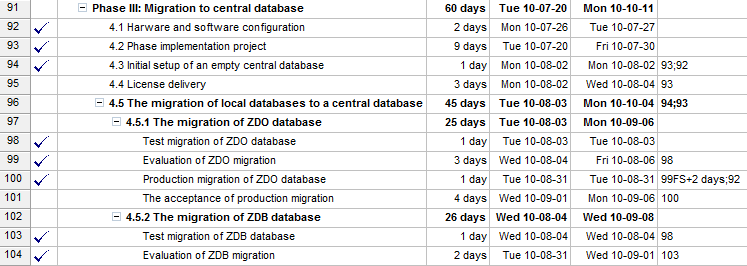 91 Phase III: Migration to central database 60 days Tue 10-07-20 Mon 10-10-11
92 4.1 Harware and software configuration 2 days Mon 10-07-26 Tue 10-07-27
93 4.2 Phase implementation project 9 days Tue 10-07-20 Fri 10-07-30
94 4.3 Initial setup of an empty central database 1 day Mon 10-08-02 Mon 10-08-02 93;92
95 4.4 License delivery 3 days Mon 10-08-02 Wed 10-08-04 93
96 4.5 The migration of local databases to a central database 45 days Tue 10-08-03 Mon 10-10-04 94;93
97 4.5.1 The migration of ZDO database 25 days Tue 10-08-03 Mon 10-09-06
98 Test migration of ZDO database 1 day Tue 10-08-03 Tue 10-08-03
99 Evaluation of ZDO migration 3 days Wed 10-08-04 Fri 10-08-06 98
100 Production migration of ZDO database 1 day Tue 10-08-31 Tue 10-08-31 99FS+2 days;92
101 The acceptance of production migration 4 days Wed 10-09-01 Mon 10-09-06 100
102 4.5.2 The migration of ZDB database 26 days Wed 10-08-04 Wed 10-09-08
103 Test migration of ZDB database 1 day Wed 10-08-04 Wed 10-08-04 98
104 Evaluation of ZDB migration 2 days Tue 10-08-31 Wed 10-09-01 103